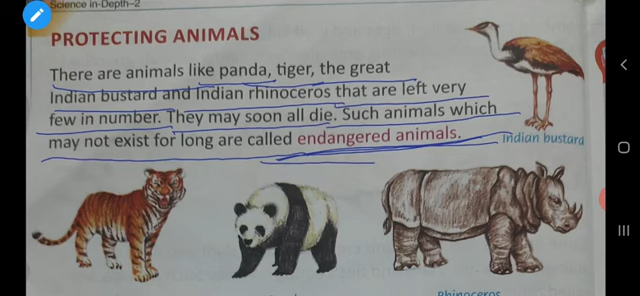 Science in-Depth–2
PROTECTING ANIMALS
There are animals like panda, tiger, the great
Indian bustard and Indian rhinoceros that are left very
few in number. They may soon all die. Such animals which
may not exist for long are called endangered animals.
Indian bustard
Rhinoceros